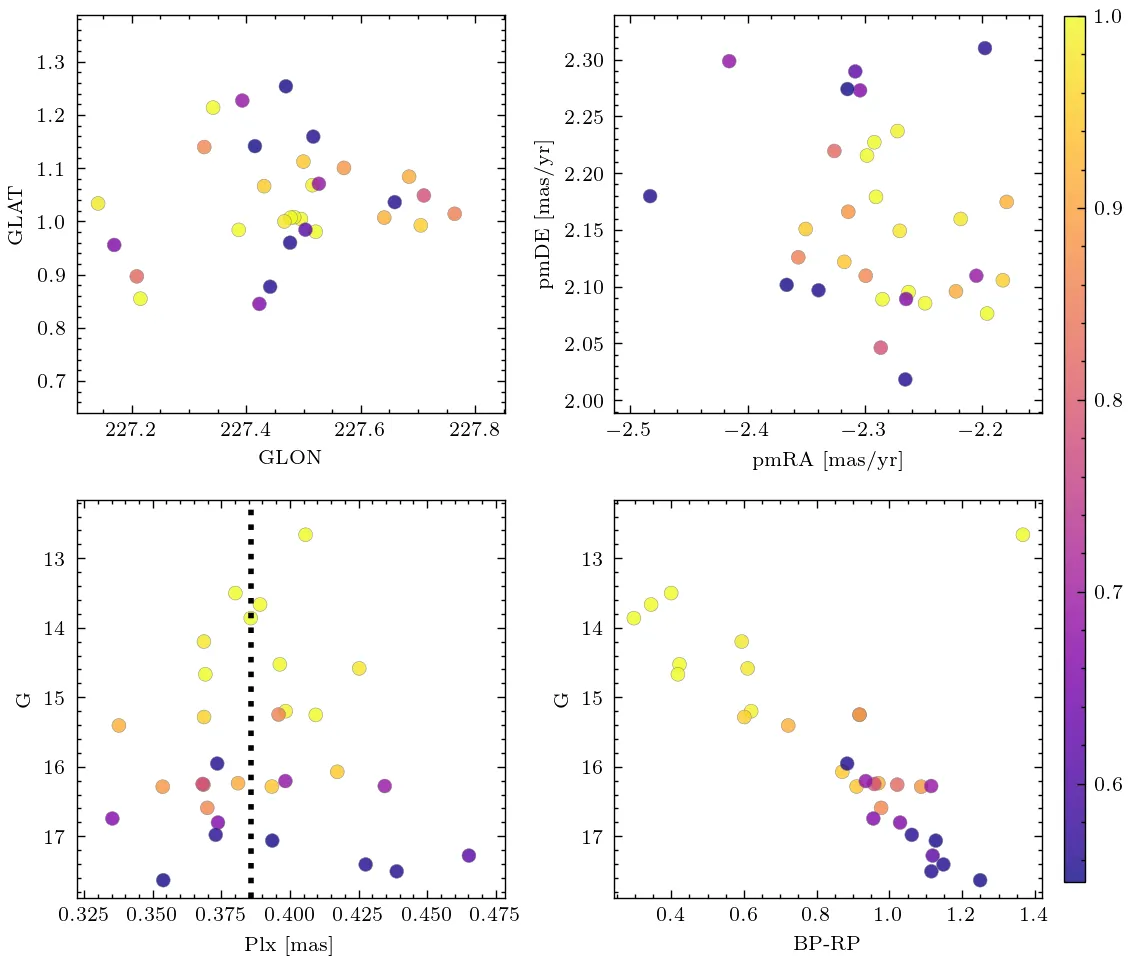 1.3
1.2
1.1
1.0
0.9
0.8
0.7
GLAT
227.2 227.4 227.6 227.8
GLON
2.30
2.25
2.20
2.15
2.10
2.05
2.00
pmDE [mas/yr]
−2.5 −2.4 −2.3 −2.2
pmRA [mas/yr]
1.0
0.9
0.8
0.7
0.6
13
14
15
16
17
G
0.325 0.350 0.375 0.400 0.425 0.450 0.475
Plx [mas]
13
14
15
16
17
G
0.4 0.6 0.8 1.0 1.2 1.4
BP-RP